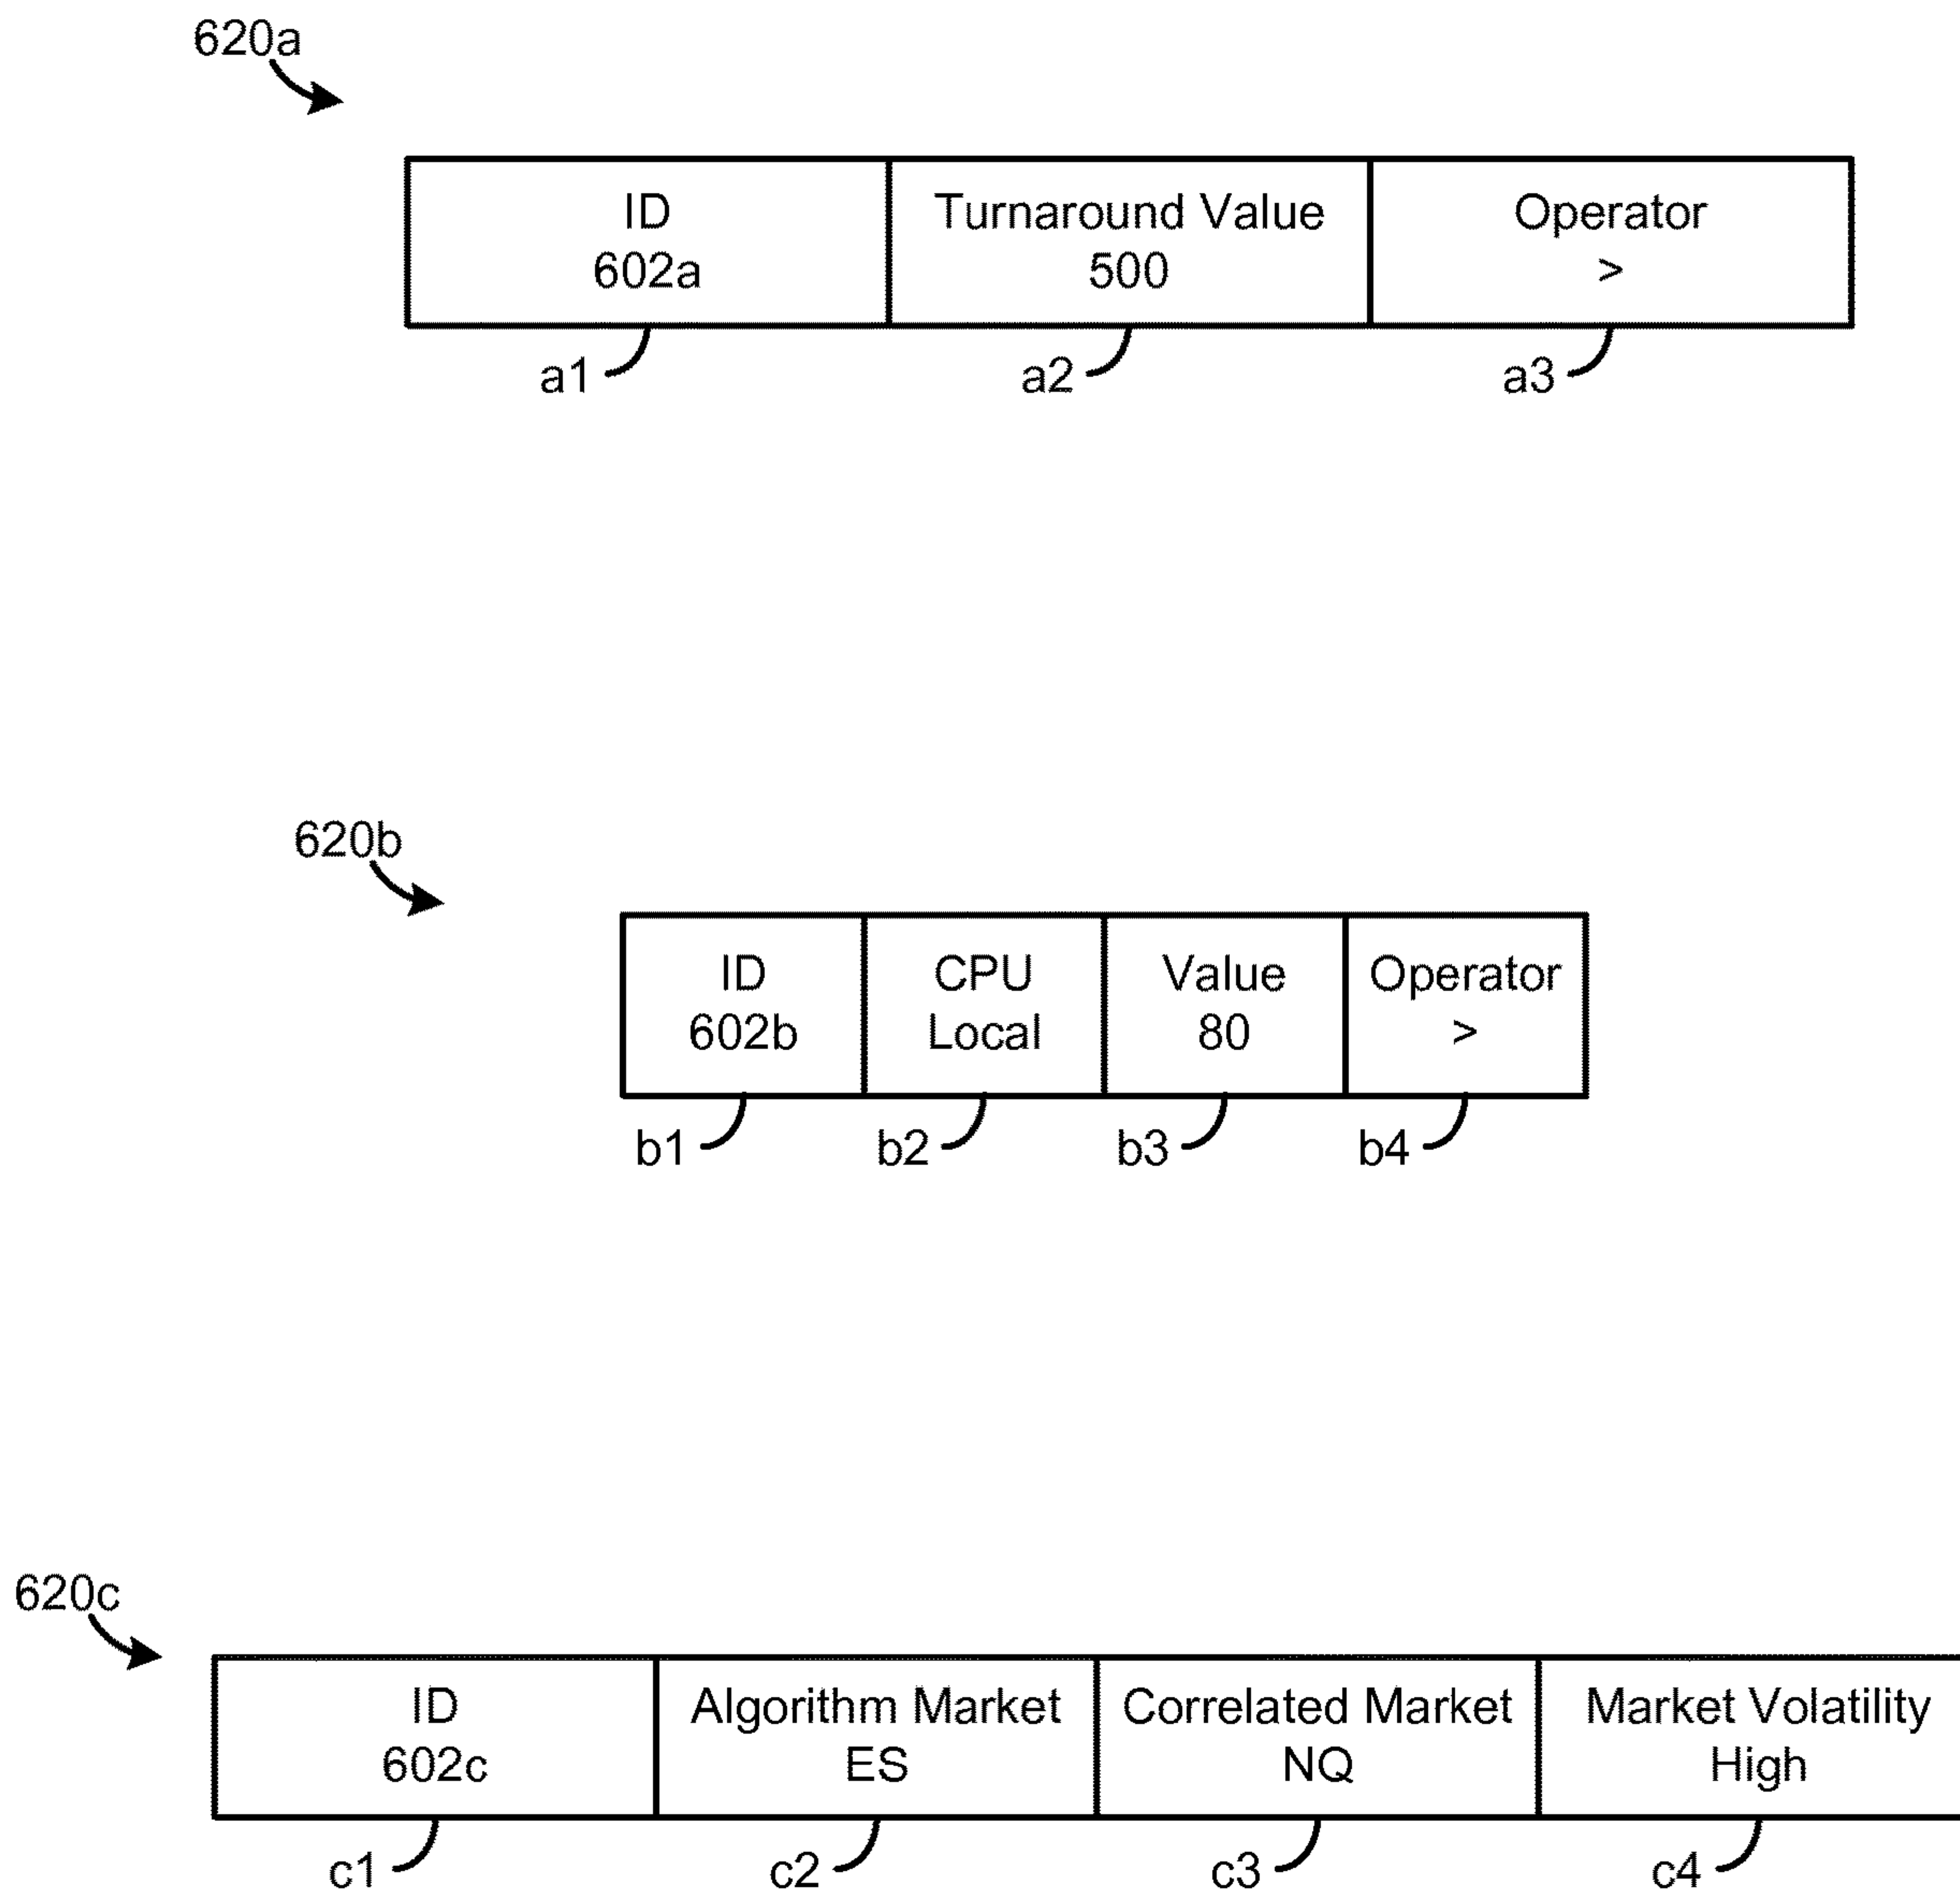 620a
ID
602a
Turnaround Value
500
Operator
>
a1
a2
a3
620b
ID
602b
CPU
Local
Value
80
Operator
>
b1
b2
b3
b4
620c
ID
602c
Algorithm Market
ES
Correlated Market
NQ
Market Volatility
High
c1
c2
c3
c4